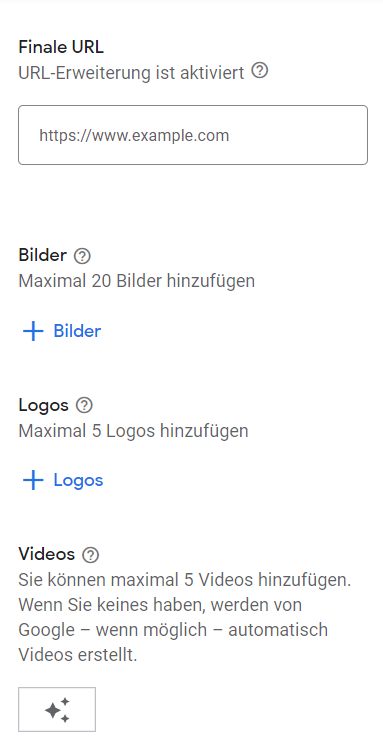 Finale URL
URL-Erweiterung ist aktiviert
https://www.example.com
Bilder
Maximal 20 Bilder hinzufügen
Bilder
Logos
Maximal 5 Logos hinzufügen
Logos
Videos
Sie können maximal 5 Videos hinzufügen.
Wenn Sie keines haben, werden von
Google – wenn möglich – automatisch
Videos erstellt.